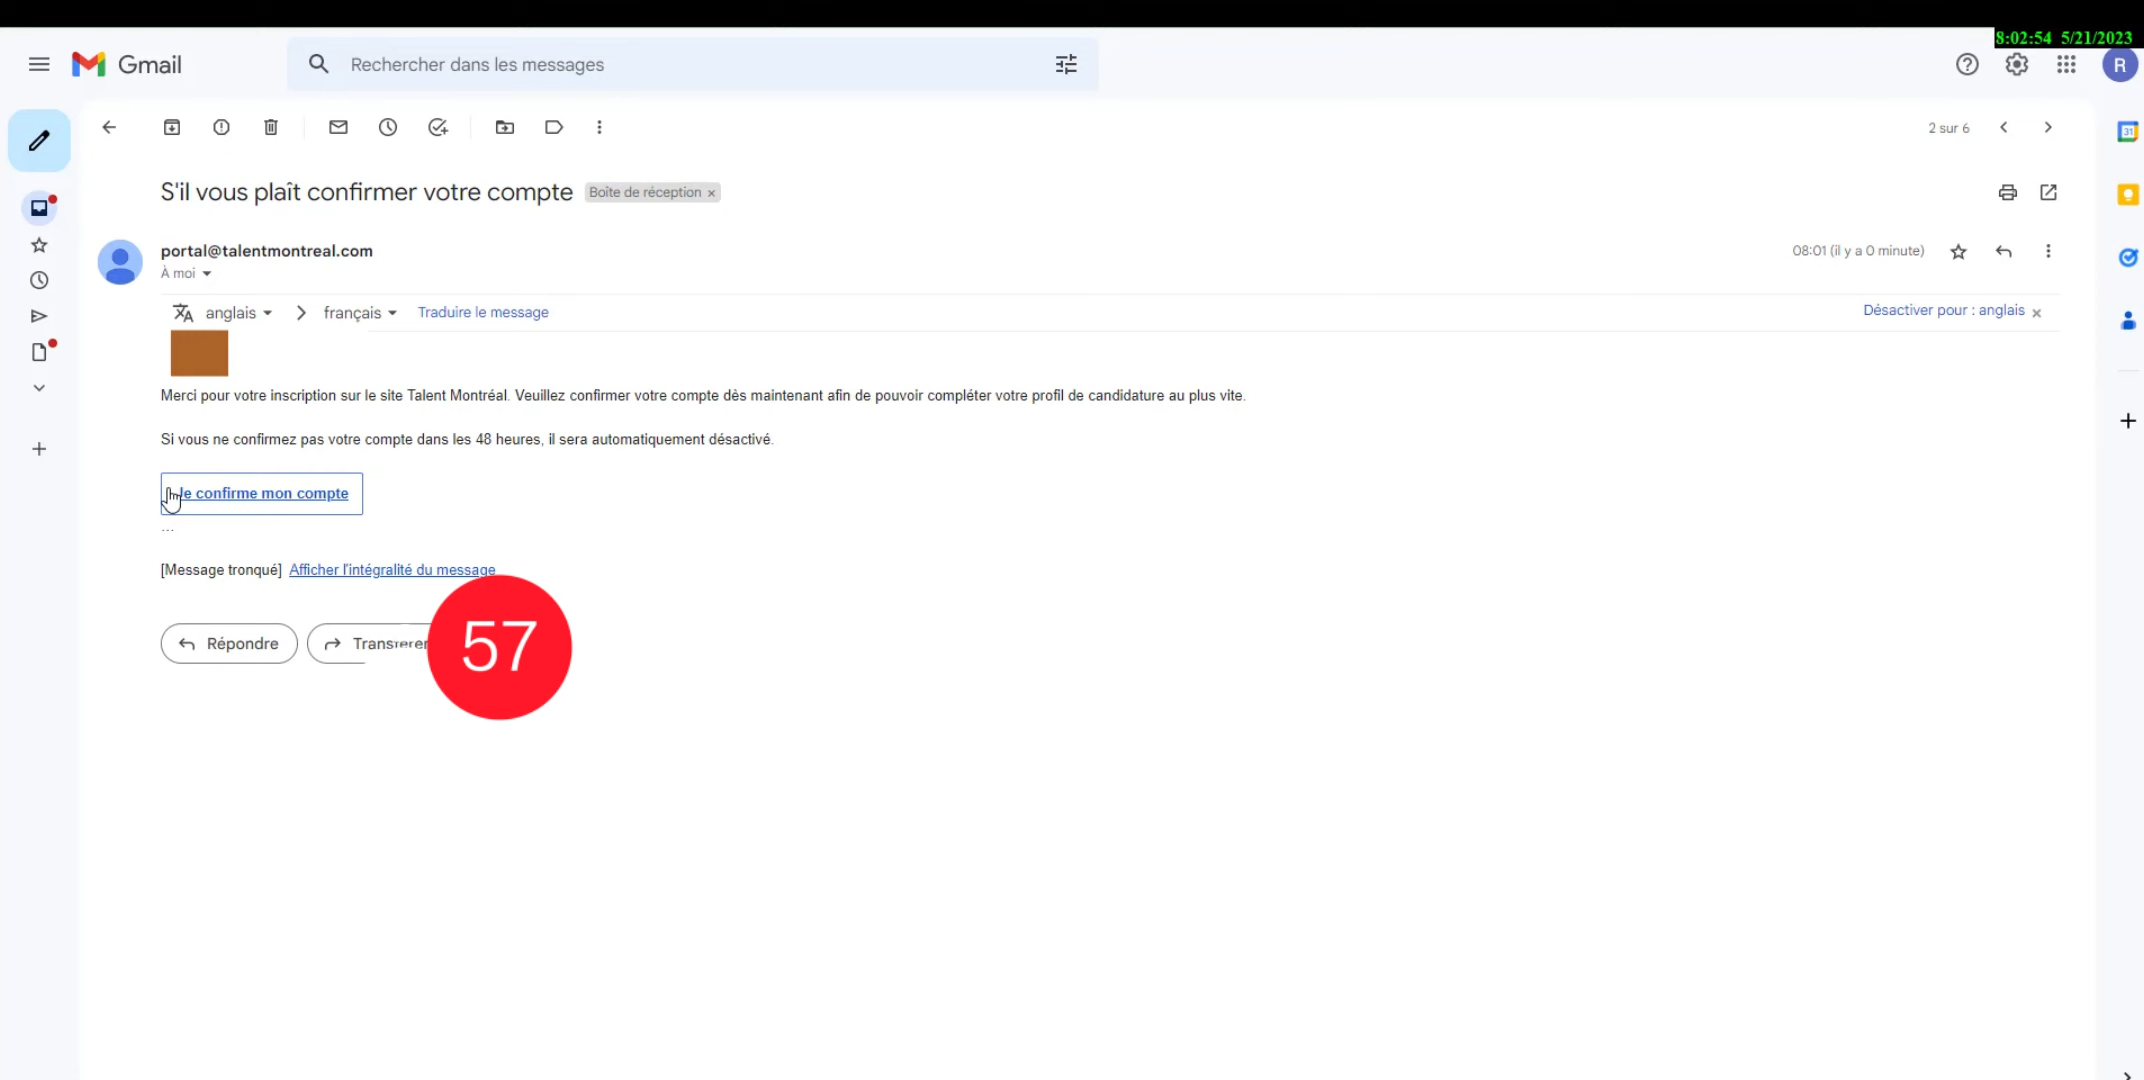 8:02:54 5/21/2023
Gmail
Rechercher dans les messages
R
2 sur 6
31
S'il vous plaît confirmer votre compte
Boîte de réception ×
portal@talentmontreal.com
08:01 (il y a 0 minute)
À moi
anglais
français
Traduire le message
Désactiver pour : anglais ×
Merci pour votre inscription sur le site Talent Montréal. Veuillez confirmer votre compte dès maintenant afin de pouvoir compléter votre profil de candidature au plus vite.
Si vous ne confirmez pas votre compte dans les 48 heures, il sera automatiquement désactivé.
Je confirme mon compte
...
[Message tronqué] Afficher l'intégralité du message
Répondre
Transférer
57